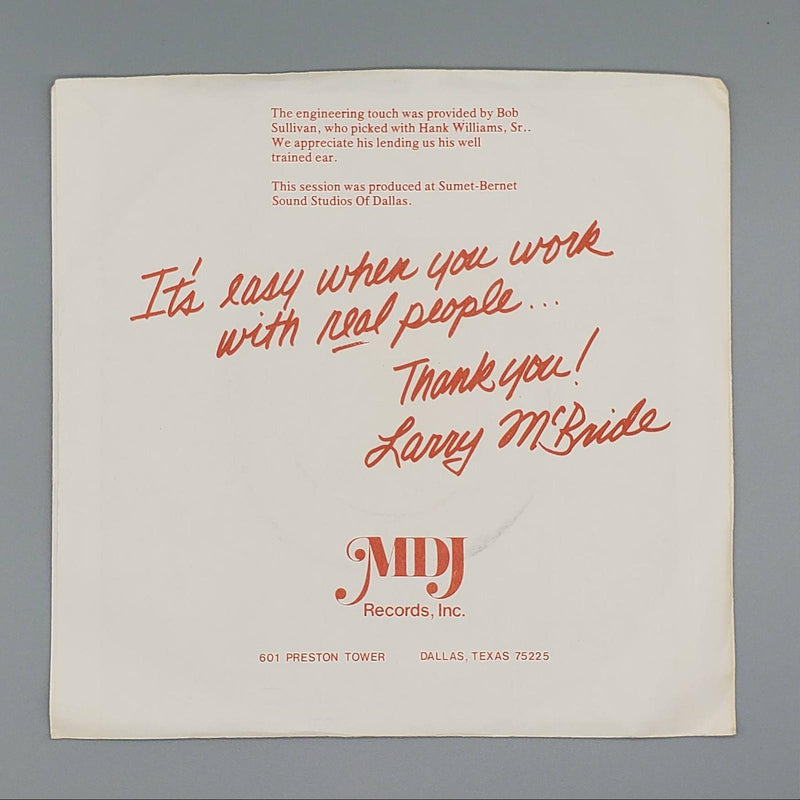 The engineering touch was provided by Bob
Sullivan, who picked with Hank Williams, Sr..
We appreciate his lending us his well
trained ear.
This session was produced at Sumet-Bernet
Sound Studios Of Dallas.
It's easy when you work
with real people...
Thank you!
Larry McBride
MDJ
Records, Inc.
601 PRESTON TOWER DALLAS, TEXAS 75225